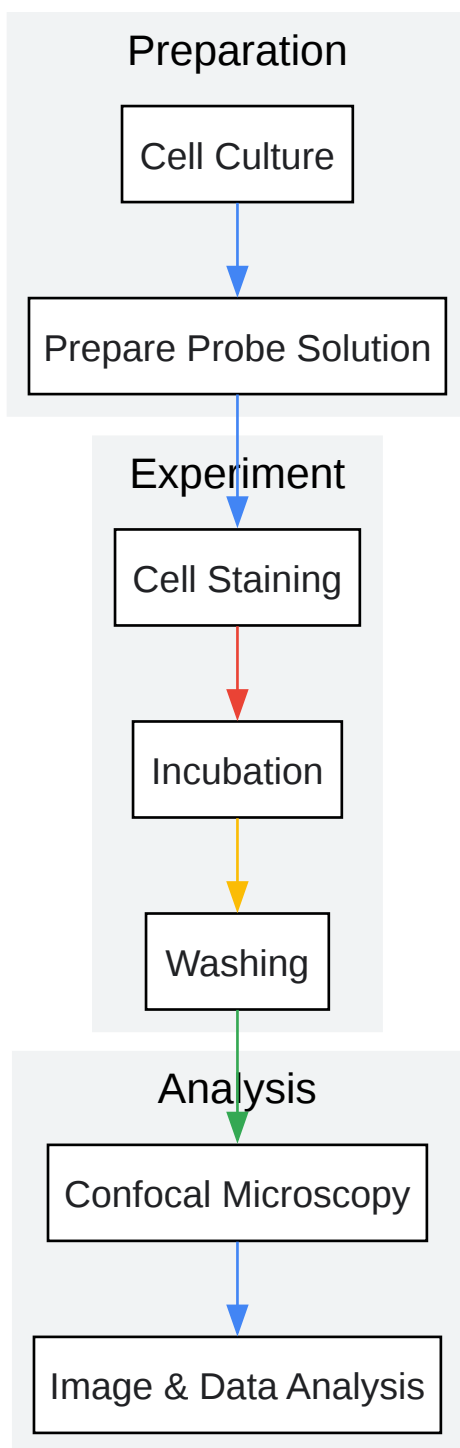 Preparation
Cell Culture
Prepare Probe Solution
Experiment
Cell Staining
Incubation
Washing
Analysis
Confocal Microscopy
Image & Data Analysis